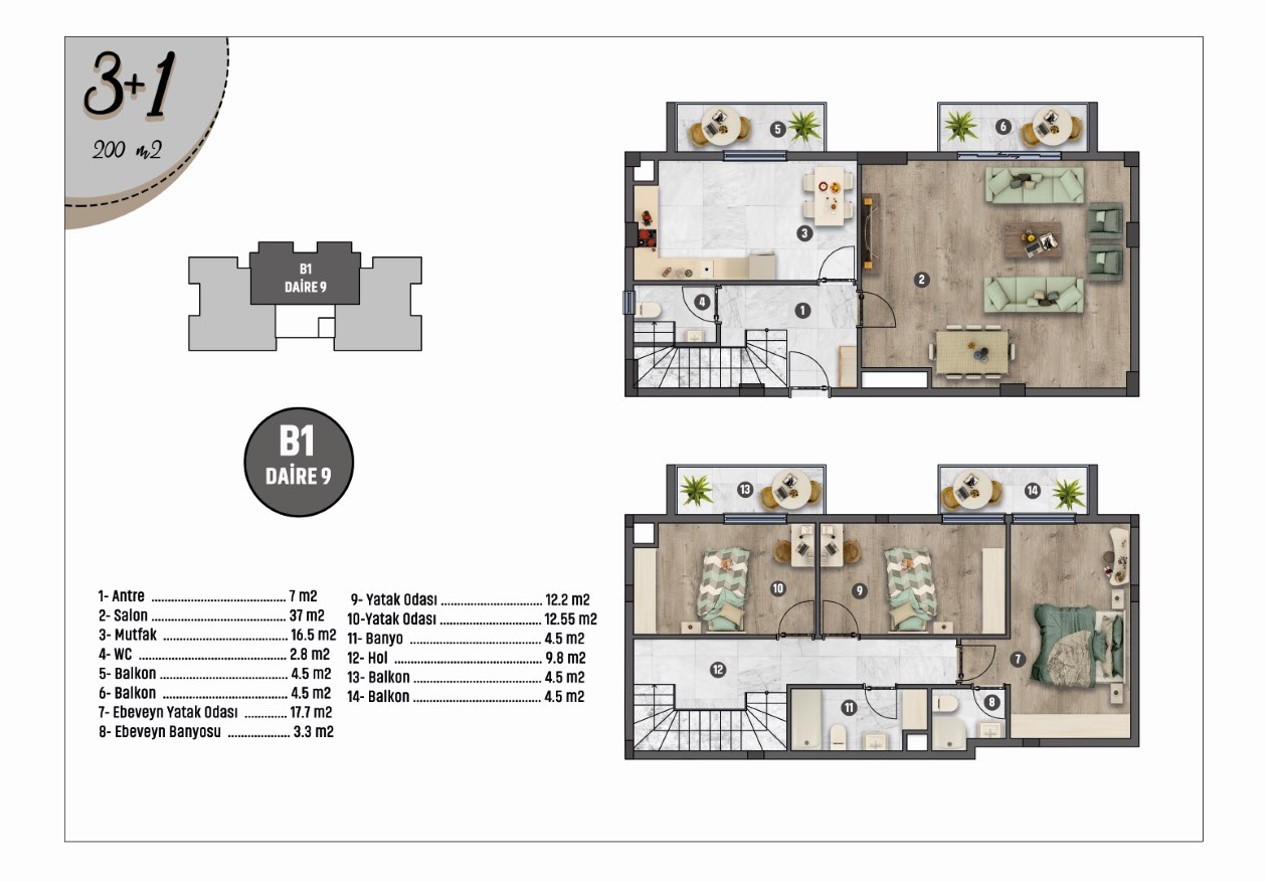 3+1
200 m2
B1
DAİRE 9
B1
DAİRE 9
1- Antre ........................................ 7 m2
2- Salon ........................................ 37 m2
3- Mutfak ...................................... 16.5 m2
4- WC ........................................... 2.8 m2
5- Balkon ...................................... 4.5 m2
6- Balkon ..................................... 4.5 m2
7- Ebeveyn Yatak Odası ............. 17.7 m2
8- Ebeveyn Banyosu ................... 3.3 m2
9- Yatak Odası ............................. 12.2 m2
10-Yatak Odası ............................. 12.55 m2
11- Banyo ...................................... 4.5 m2
12- Hol .......................................... 9.8 m2
13- Balkon .................................... 4.5 m2
14- Balkon .................................... 4.5 m2
5
6
3
2
4
1
13
14
10
9
12
7
11
8